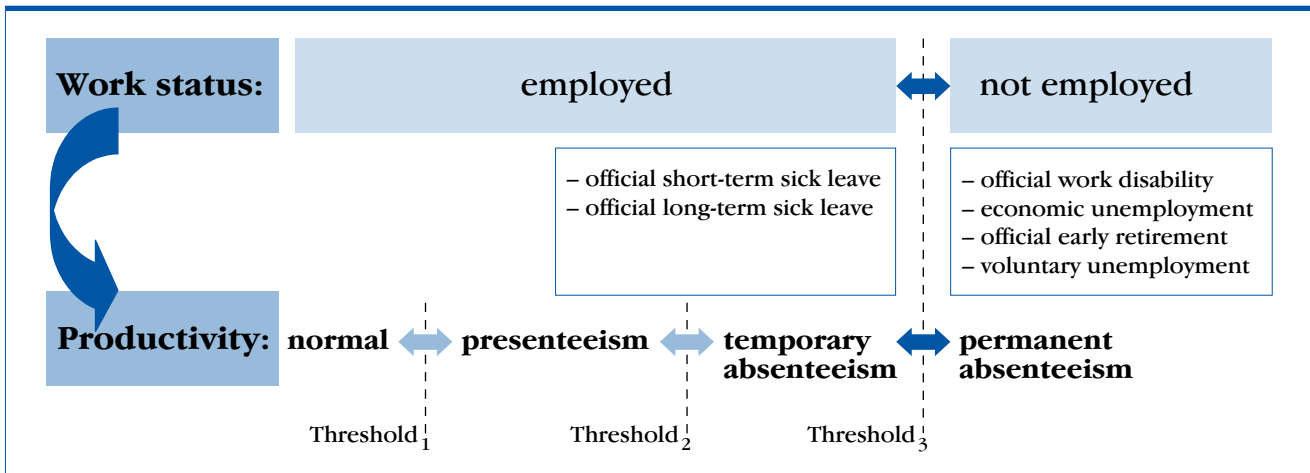 Work status: employed not employed
– official short-term sick leave
– official long-term sick leave
– official work disability
– economic unemployment
– official early retirement
– voluntary unemployment
Productivity: normal presenteeism temporary absenteeism permanent absenteeism
Threshold1 Threshold2 Threshold3